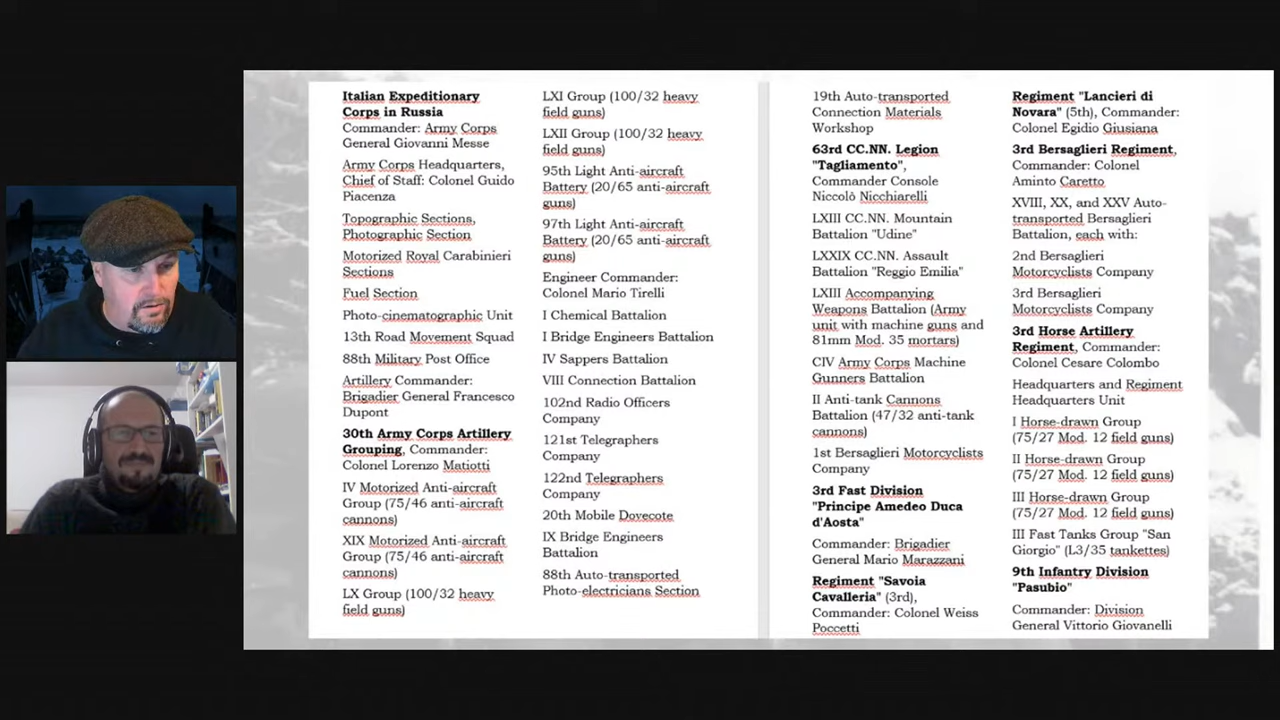 Italian Expeditionary
Corps in Russia
Commander: Army Corps
General Giovanni Messe
Army Corps Headquarters,
Chief of Staff: Colonel Guido
Piacenza
Topographic Sections,
Photographic Section
Motorized Royal Carabinieri
Sections
Fuel Section
Photo-cinematographic Unit
13th Road Movement Squad
88th Military Post Office
Artillery Commander:
Brigadier General Francesco
Dupont
30th Army Corps Artillery
Grouping, Commander:
Colonel Lorenzo Matiotti
IV Motorized Anti-aircraft
Group (75/46 anti-aircraft
cannons)
XIX Motorized Anti-aircraft
Group (75/46 anti-aircraft
cannons)
LX Group (100/32 heavy
field guns)
LXI Group (100/32 heavy
field guns)
LXII Group (100/32 heavy
field guns)
95th Light Anti-aircraft
Battery (20/65 anti-aircraft
guns)
97th Light Anti-aircraft
Battery (20/65 anti-aircraft
guns)
Engineer Commander:
Colonel Mario Tirelli
I Chemical Battalion
I Bridge Engineers Battalion
IV Sappers Battalion
VIII Connection Battalion
102nd Radio Officers
Company
121st Telegraphers
Company
122nd Telegraphers
Company
20th Mobile Dovecote
IX Bridge Engineers
Battalion
88th Auto-transported
Photo-electricians Section
19th Auto-transported
Connection Materials
Workshop
63rd CC.NN. Legion
"Tagliamento",
Commander Console
Niccolò Nicchiarelli
LXIII CC.NN. Mountain
Battalion "Udine"
LXXIX CC.NN. Assault
Battalion "Reggio Emilia"
LXIII Accompanying
Weapons Battalion (Army
unit with machine guns and
81mm Mod. 35 mortars)
CIV Army Corps Machine
Gunners Battalion
II Anti-tank Cannons
Battalion (47/32 anti-tank
cannons)
1st Bersaglieri Motorcyclists
Company
3rd Fast Division
"Principe Amedeo Duca
d'Aosta"
Commander: Brigadier
General Mario Marazzani
Regiment "Savoia
Cavalleria" (3rd),
Commander: Colonel Weiss
Poccetti
Regiment "Lancieri di
Novara" (5th), Commander:
Colonel Egidio Giusiana
3rd Bersaglieri Regiment,
Commander: Colonel
Aminto Caretto
XVIII, XX, and XXV Auto-
transported Bersaglieri
Battalion, each with:
2nd Bersaglieri
Motorcyclists Company
3rd Bersaglieri
Motorcyclists Company
3rd Horse Artillery
Regiment, Commander:
Colonel Cesare Colombo
Headquarters and Regiment
Headquarters Unit
I Horse-drawn Group
(75/27 Mod. 12 field guns)
II Horse-drawn Group
(75/27 Mod. 12 field guns)
III Horse-drawn Group
(75/27 Mod. 12 field guns)
III Fast Tanks Group "San
Giorgio" (L3/35 tankettes)
9th Infantry Division
"Pasubio"
Commander: Division
General Vittorio Giovanelli